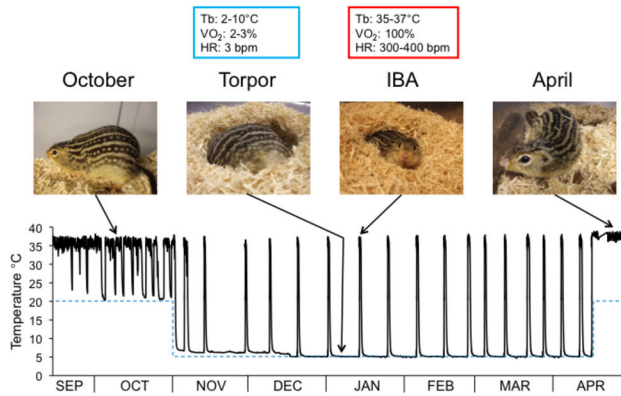 Tb: 2-10°C
VO₂: 2-3%
HR: 3 bpm
Tb: 35-37°C
VO₂: 100%
HR: 300-400 bpm
October
Torpor
IBA
April
Temperature °C
40
35
30
25
20
15
10
5
0
SEP OCT NOV DEC JAN FEB MAR APR